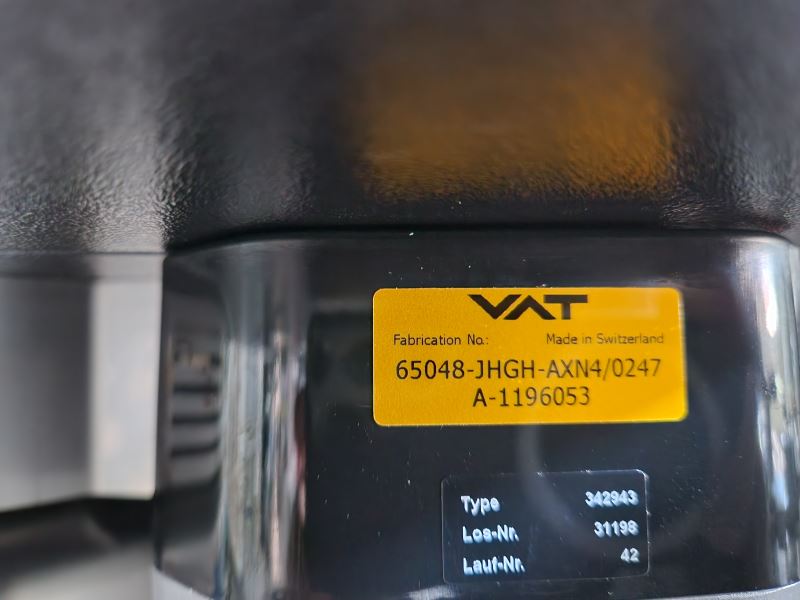 VAT
Fabrication No.: Made in Switzerland
65048-JHGH-AXN4/0247
A-1196053
Type 342943
Los-Nr. 31198
Lauf-Nr. 42